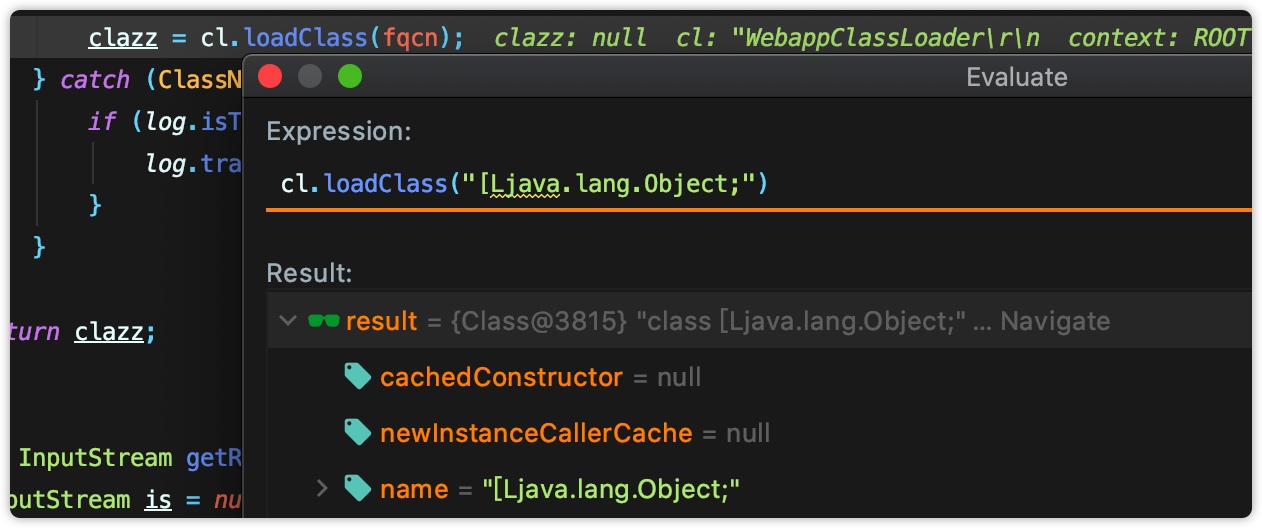 clazz = cl.loadClass(fqcn); clazz: null cl: "WebappClassLoader\r\n context: ROOT
} catch (ClassN
Evaluate
if (log.isT
log.tra
}
}
turn clazz;
InputStream getR
putStream is = nu
Expression:
cl.loadClass("[Ljava.lang.Object;")
Result:
result = {Class@3815} "class [Ljava.lang.Object;" ... Navigate
cachedConstructor = null
newInstanceCallerCache = null
name = "[Ljava.lang.Object;"